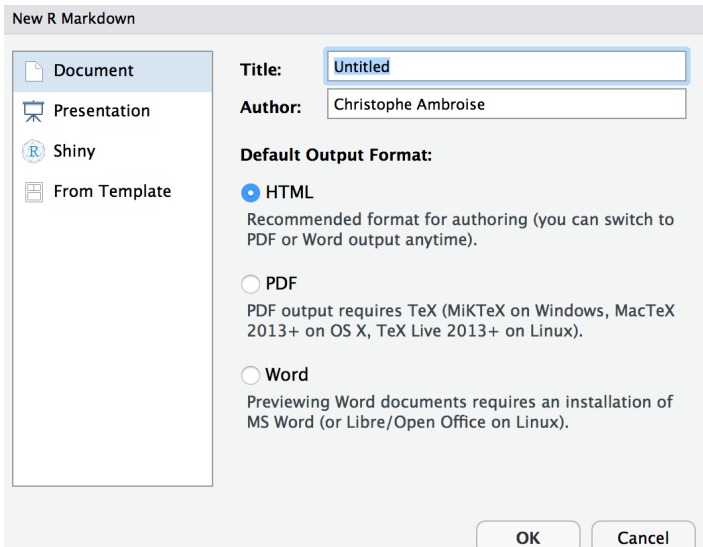 New R Markdown
Document
Presentation
R Shiny
From Template
Title: Untitled
Author: Christophe Ambroise
Default Output Format:
HTML
Recommended format for authoring (you can switch to
PDF or Word output anytime).
PDF
PDF output requires TeX (MiKTeX on Windows, MacTeX
2013+ on OS X, TeX Live 2013+ on Linux).
Word
Previewing Word documents requires an installation of
MS Word (or Libre/Open Office on Linux).
OK Cancel